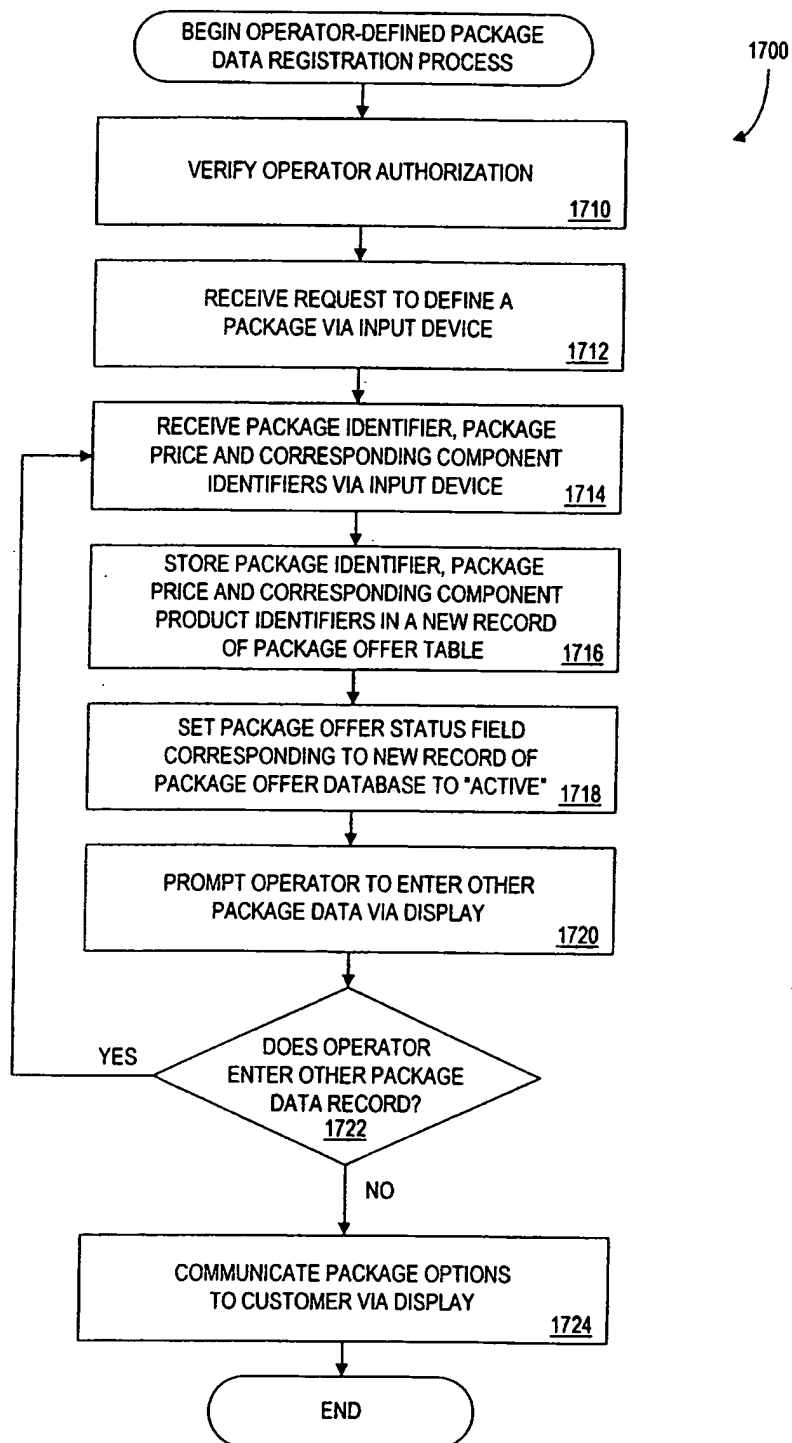 BEGIN OPERATOR-DEFINED PACKAGE
DATA REGISTRATION PROCESS
1700
VERIFY OPERATOR AUTHORIZATION
1710
RECEIVE REQUEST TO DEFINE A
PACKAGE VIA INPUT DEVICE
1712
RECEIVE PACKAGE IDENTIFIER, PACKAGE
PRICE AND CORRESPONDING COMPONENT
IDENTIFIERS VIA INPUT DEVICE
1714
STORE PACKAGE IDENTIFIER, PACKAGE
PRICE AND CORRESPONDING COMPONENT
PRODUCT IDENTIFIERS IN A NEW RECORD
OF PACKAGE OFFER TABLE
1716
SET PACKAGE OFFER STATUS FIELD
CORRESPONDING TO NEW RECORD OF
PACKAGE OFFER DATABASE TO "ACTIVE"
1718
PROMPT OPERATOR TO ENTER OTHER
PACKAGE DATA VIA DISPLAY
1720
YES
DOES OPERATOR
ENTER OTHER PACKAGE
DATA RECORD?
1722
NO
COMMUNICATE PACKAGE OPTIONS
TO CUSTOMER VIA DISPLAY
1724
END